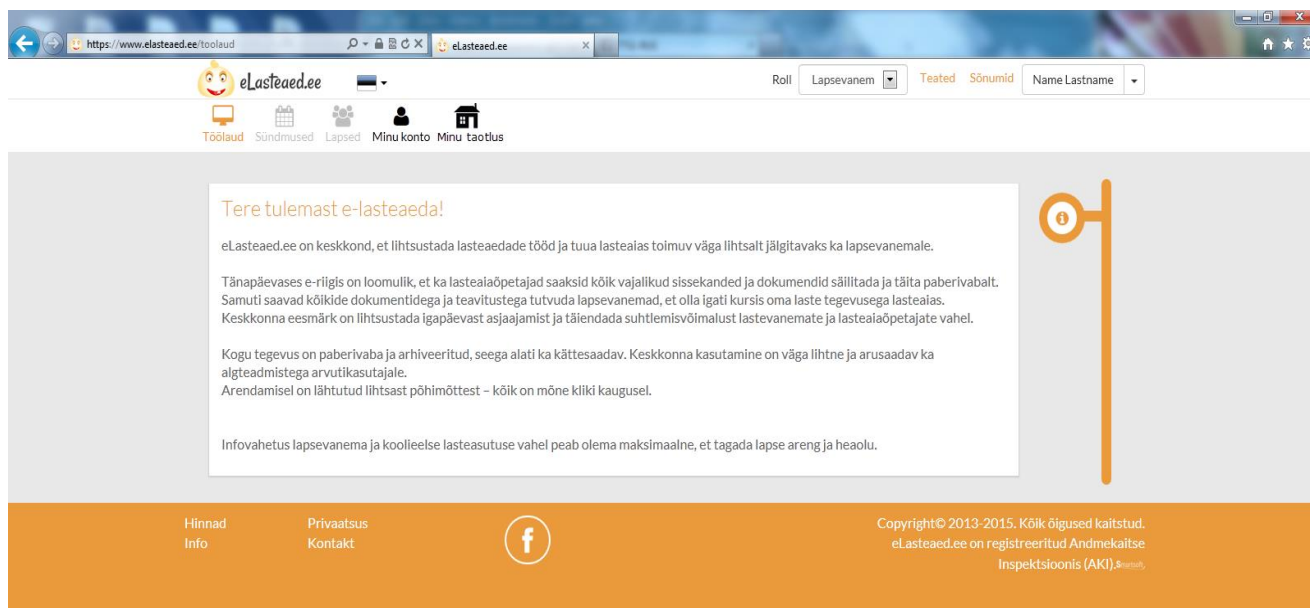 https://www.elasteaed.ee/toolaud
eLasteaed.ee
eLasteaed.ee
Roll
Lapsevanem
Teated
Sõnumid
Name Lastname
Töölaud
Sündmused
Lapsed
Minu konto
Minu taotlus
Tere tulemast e-lasteaeda!
eLasteaed.ee on keskkond, et lihtsustada lasteaedade tööd ja tuua lasteaias toimuv väga lihtsalt jälgitavaks ka lapsevanemale.
Tänapäevases e-riigis on loomulik, et ka lasteaiaõpetajad saaksid kõik vajalikud sissekanded ja dokumendid säilitada ja täita paberivabalt.
Samuti saavad kõikide dokumentidega ja teavitustega tutvuda lapsevanemad, et olla igati kursis oma laste tegevusega lasteaias.
Keskkonna eesmärk on lihtsustada igapäevast asjaajamist ja täiendada suhtlemisvõimalust lastevanemate ja lasteaiaõpetajate vahel.
Kogu tegevus on paberivaba ja arhiveeritud, seega alati ka kättesaadav. Keskkonna kasutamine on väga lihtne ja arusaadav ka
algteadmistega arvutikasutajale.
Arendamisel on lähtutud lihtsast põhimõttest – kõik on mõne kliki kaugusel.
Infovahetus lapsevanema ja koolieelse lasteasutuse vahel peab olema maksimaalne, et tagada lapse areng ja heaolu.
Hinnad
Info
Privaatsus
Kontakt
Copyright© 2013-2015. Kõik õigused kaitstud.
eLasteaed.ee on registreeritud Andmekaitse
Inspektsioonis (AKI).